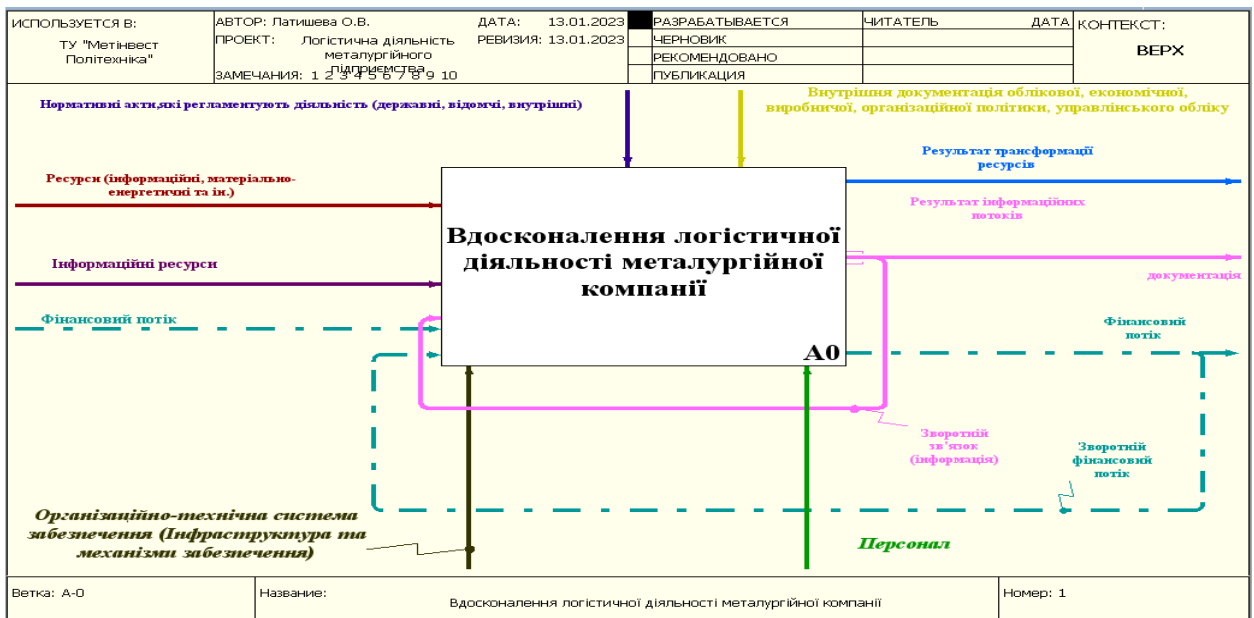 ИСПОЛЬЗУЕТСЯ В:
ТУ "Метінвест
Політехніка"
АВТОР: Латишева О.В.
ДАТА: 13.01.2023
ПРОЕКТ: Логістична діяльність
металургійного
підприємства
РЕВИЗИЯ: 13.01.2023
ЗАМЕЧАНИЯ: 1 2 3 4 5 6 7 8 9 10
РАЗРАБАТЫВАЕТСЯ
ЧЕРНОВИК
РЕКОМЕНДОВАНО
ПУБЛИКАЦИЯ
ЧИТАТЕЛЬ ДАТА
КОНТЕКСТ:
ВЕРХ
Нормативні акти,які регламентують діяльність (державні, відомчі, внутрішні)
Внутрішня документація облікової, економічної,
виробничої, організаційної політики, управлінського обліку
Ресурси (інформаційні, матеріально-
енергетичні та ін.)
Інформаційні ресурси
Фінансовий потік
Вдосконалення логістичної
діяльності металургійної
компанії
A0
Результат трансформації
ресурсів
Результат інформаційних
потоків
документація
Фінансовий
потік
Зворотній
зв'язок
(інформація)
Зворотній
фінансовий
потік
Організаційно-технічна система
забезпечення (Інфраструктура та
механізми забезпечення)
Персонал
Ветка: A-0
Название:
Вдосконалення логістичної діяльності металургійної компанії
Номер: 1